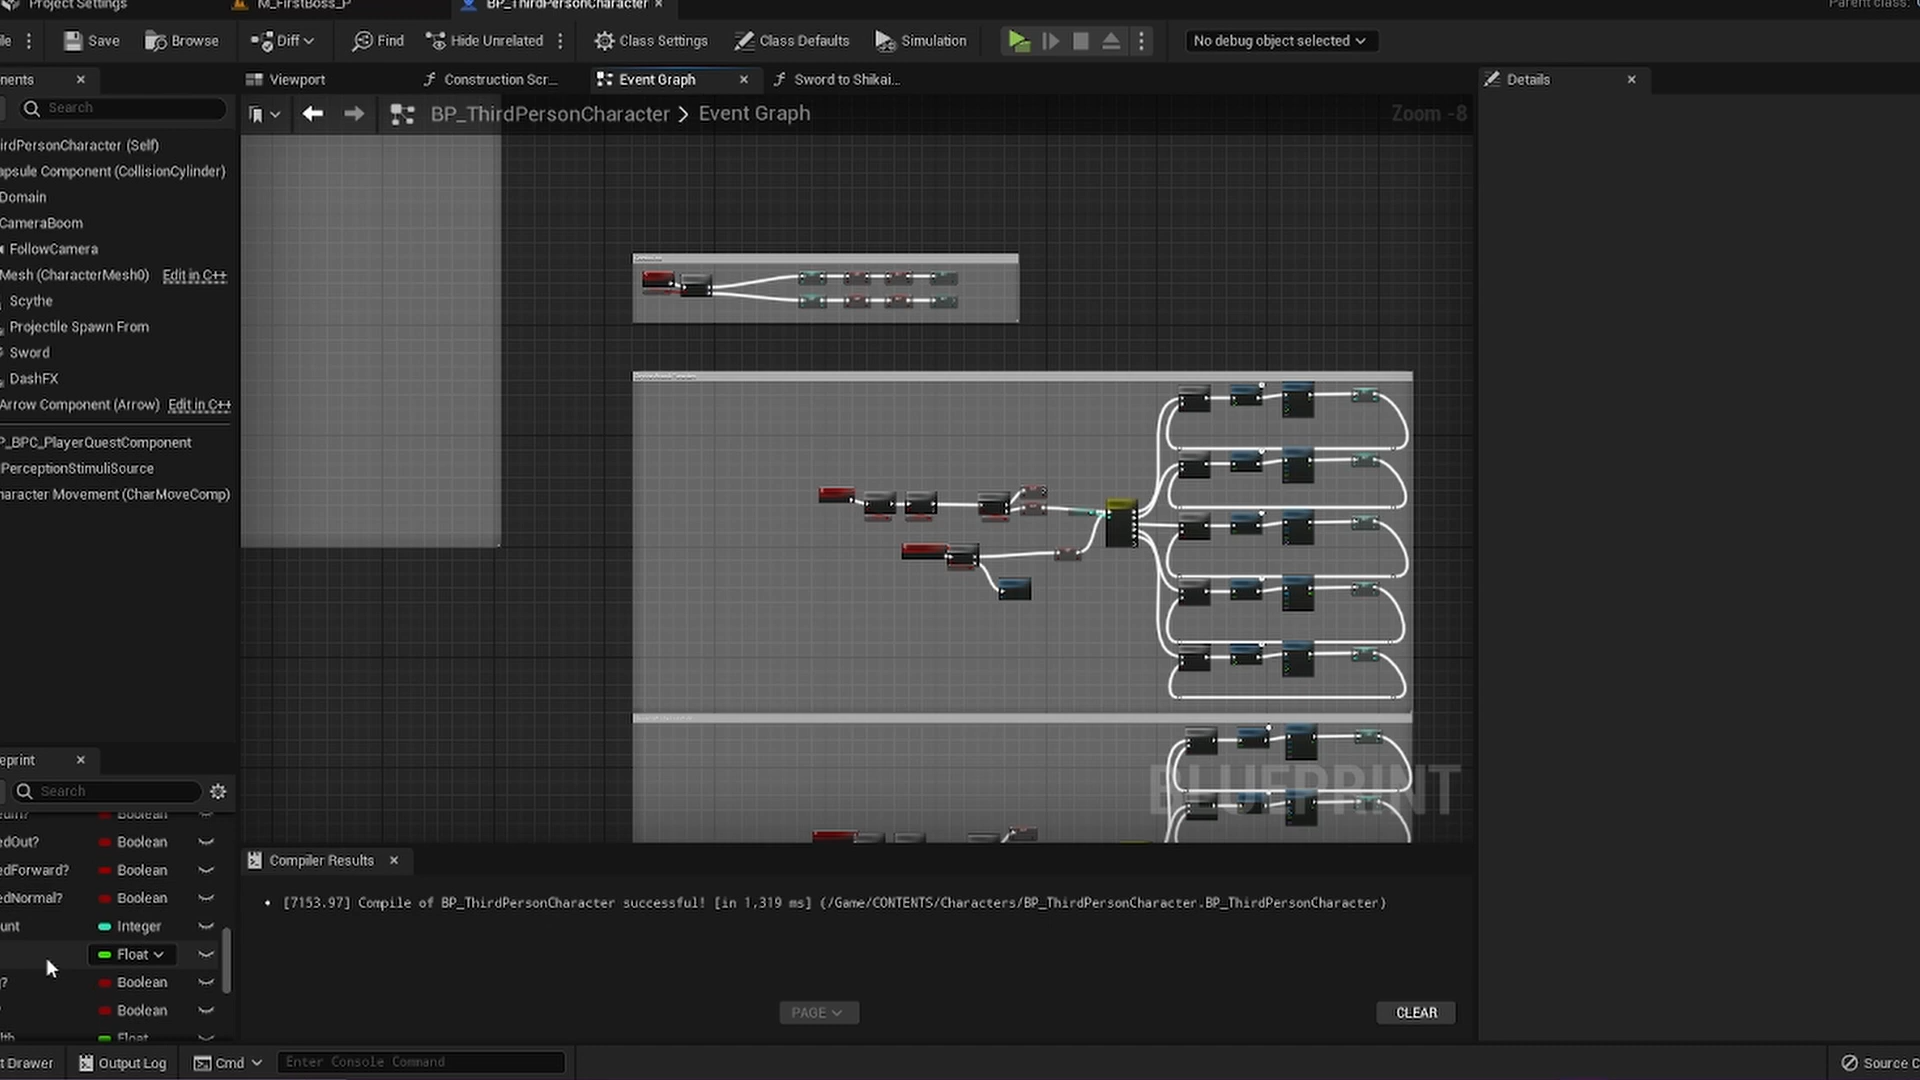 Project Settings
M_FirstBoss_P
BP_ThirdPersonCharacter
Parent class:
Save
Browse
Diff
Find
Hide Unrelated
Class Settings
Class Defaults
Simulation
No debug object selected
nents
Viewport
Construction Scr...
Event Graph
Sword to Shikai...
Details
Search
BP_ThirdPersonCharacter > Event Graph
Zoom -8
irdPersonCharacter (Self)
apsule Component (CollisionCylinder)
Domain
CameraBoom
FollowCamera
Mesh (CharacterMesh0) Edit in C++
Scythe
Projectile Spawn From
Sword
DashFX
Arrow Component (Arrow) Edit in C++
P_BPC_PlayerQuestComponent
PerceptionStimuliSource
haracter Movement (CharMoveComp)
eprint
Search
Boolean
edOut? Boolean
edForward? Boolean
edNormal? Boolean
unt Integer
Float
? Boolean
Boolean
lth Float
BLUEPRINT
Compiler Results
[7153.97] Compile of BP_ThirdPersonCharacter successful! [in 1,319 ms] (/Game/CONTENTS/Characters/BP_ThirdPersonCharacter.BP_ThirdPersonCharacter)
PAGE
CLEAR
t Drawer
Output Log
Cmd
Enter Console Command
Source C